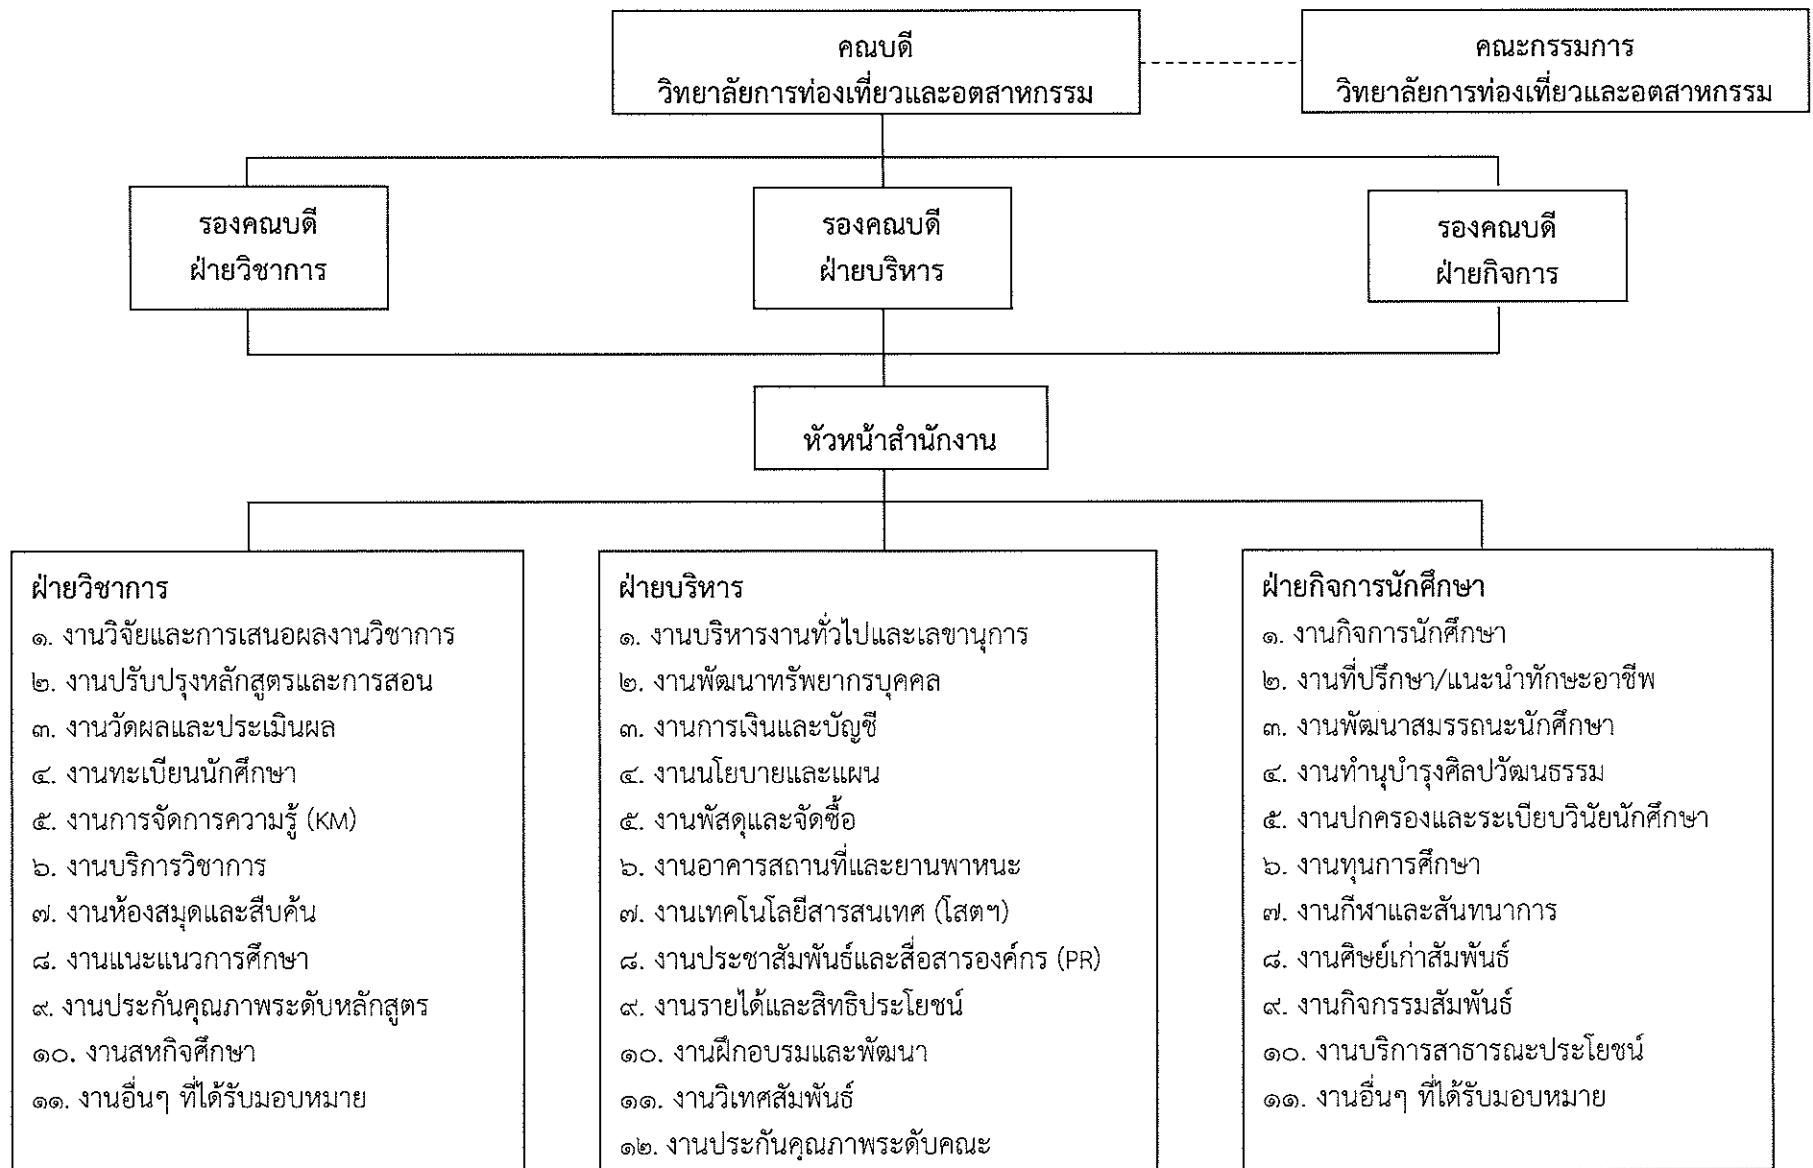 คณบดี
วิทยาลัยการท่องเที่ยวและอตสาหกรรม
คณะกรรมการ
วิทยาลัยการท่องเที่ยวและอตสาหกรรม
รองคณบดี
ฝ่ายวิชาการ
รองคณบดี
ฝ่ายบริหาร
รองคณบดี
ฝ่ายกิจการ
หัวหน้าสำนักงาน
ฝ่ายวิชาการ
๑. งานวิจัยและการเสนอผลงานวิชาการ
๒. งานปรับปรุงหลักสูตรและการสอน
๓. งานวัดผลและประเมินผล
๔. งานทะเบียนนักศึกษา
๕. งานการจัดการความรู้ (KM)
๖. งานบริการวิชาการ
๗. งานห้องสมุดและสืบค้น
๘. งานแนะแนวการศึกษา
๙. งานประกันคุณภาพระดับหลักสูตร
๑๐. งานสหกิจศึกษา
๑๑. งานอื่นๆ ที่ได้รับมอบหมาย
ฝ่ายบริหาร
๑. งานบริหารงานทั่วไปและเลขานุการ
๒. งานพัฒนาทรัพยากรบุคคล
๓. งานการเงินและบัญชี
๔. งานนโยบายและแผน
๕. งานพัสดุและจัดซื้อ
๖. งานอาคารสถานที่และยานพาหนะ
๗. งานเทคโนโลยีสารสนเทศ (โสตฯ)
๘. งานประชาสัมพันธ์และสื่อสารองค์กร (PR)
๙. งานรายได้และสิทธิประโยชน์
๑๐. งานฝึกอบรมและพัฒนา
๑๑. งานวิเทศสัมพันธ์
๑๒. งานประกันคุณภาพระดับคณะ
ฝ่ายกิจการนักศึกษา
๑. งานกิจการนักศึกษา
๒. งานที่ปรึกษา/แนะนำทักษะอาชีพ
๓. งานพัฒนาสมรรถนะนักศึกษา
๔. งานทำนุบำรุงศิลปวัฒนธรรม
๕. งานปกครองและระเบียบวินัยนักศึกษา
๖. งานทุนการศึกษา
๗. งานกีฬาและสันทนาการ
๘. งานศิษย์เก่าสัมพันธ์
๙. งานกิจกรรมสัมพันธ์
๑๐. งานบริการสาธารณะประโยชน์
๑๑. งานอื่นๆ ที่ได้รับมอบหมาย